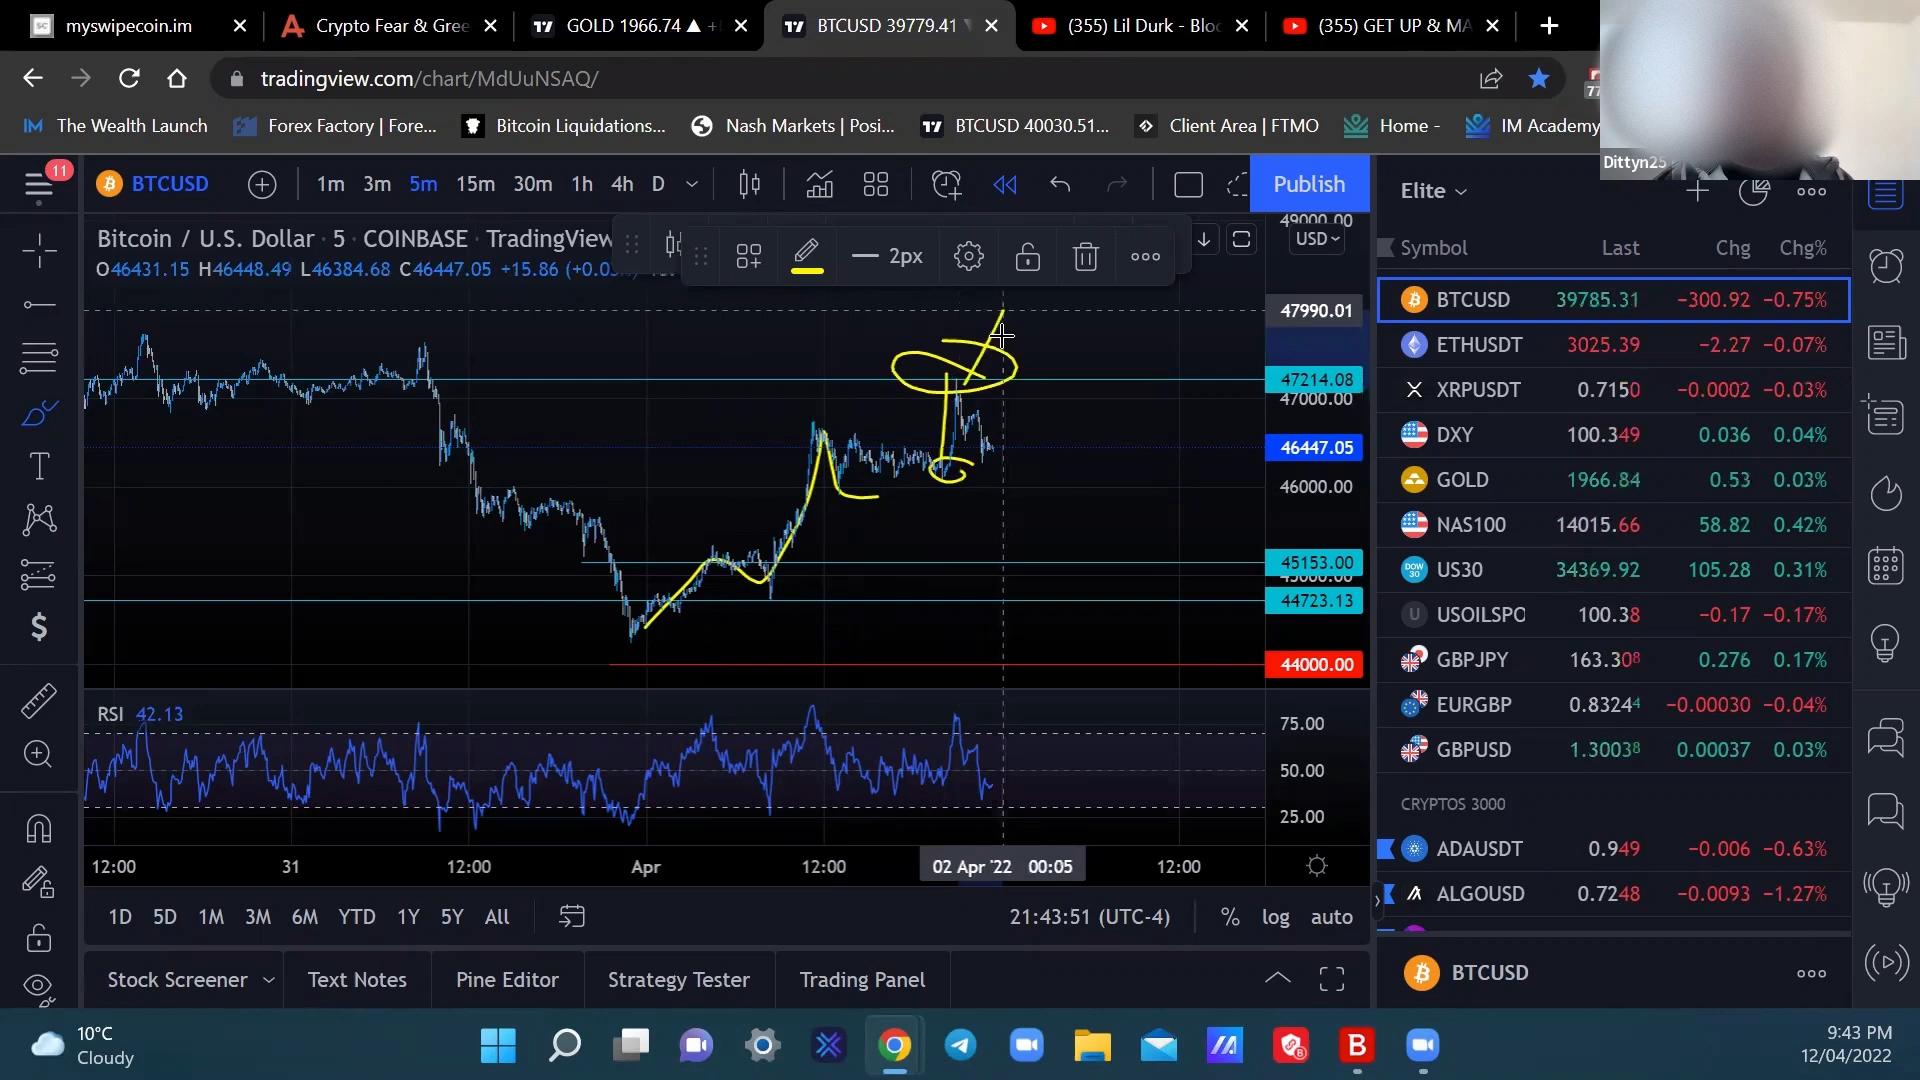 myswipecoin.im
Crypto Fear & Gree
GOLD 1966.74 ▲ +
BTCUSD 39779.41
(355) Lil Durk - Blo
(355) GET UP & MA
tradingview.com/chart/MdUuNSAQ/
77
The Wealth Launch
Forex Factory | Fore...
Bitcoin Liquidations...
Nash Markets | Posi...
BTCUSD 40030.51...
Client Area | FTMO
Home -
IM Academy
Dittyn25
11
BTCUSD
1m 3m 5m 15m 30m 1h 4h D
Publish
Bitcoin / U.S. Dollar · 5 · COINBASE · TradingView
O46431.15 H46448.49 L46384.68 C46447.05 +15.86
2px
USD
49000.00
47990.01
47214.08
47000.00
46447.05
46000.00
45153.00
45000.00
44723.13
44000.00
RSI 42.13
75.00
50.00
25.00
12:00 31 12:00 Apr 12:00 02 Apr '22 00:05 12:00
1D 5D 1M 3M 6M YTD 1Y 5Y All
21:43:51 (UTC-4) % log auto
Stock Screener
Text Notes
Pine Editor
Strategy Tester
Trading Panel
Elite
Symbol Last Chg Chg%
BTCUSD 39785.31 −300.92 −0.75%
ETHUSDT 3025.39 −2.27 −0.07%
XRPUSDT 0.7150 −0.0002 −0.03%
DXY 100.349 0.036 0.04%
GOLD 1966.84 0.53 0.03%
NAS100 14015.66 58.82 0.42%
US30 34369.92 105.28 0.31%
USOILSPO 100.38 −0.17 −0.17%
GBPJPY 163.308 0.276 0.17%
EURGBP 0.83244 −0.00030 −0.04%
GBPUSD 1.30038 0.00037 0.03%
CRYPTOS 3000
ADAUSDT 0.949 −0.006 −0.63%
ALGOUSD 0.7248 −0.0093 −1.27%
BTCUSD
10°C
Cloudy
9:43 PM
12/04/2022